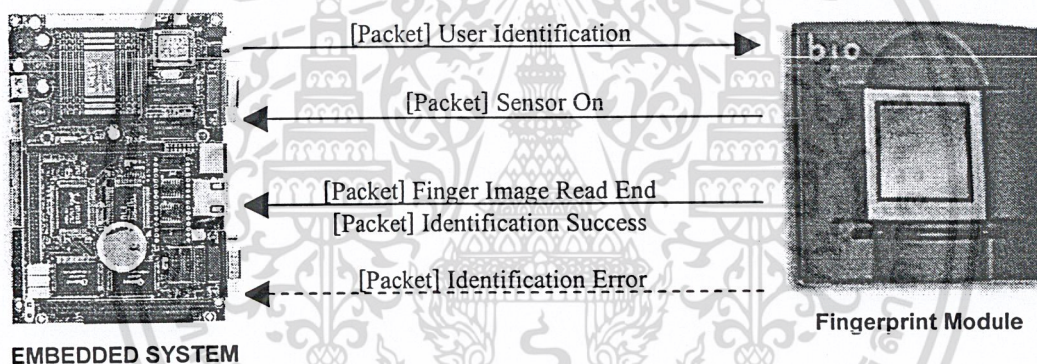 [Packet] User Identification
bio
[Packet] Sensor On
[Packet] Finger Image Read End
[Packet] Identification Success
[Packet] Identification Error
Fingerprint Module
EMBEDDED SYSTEM